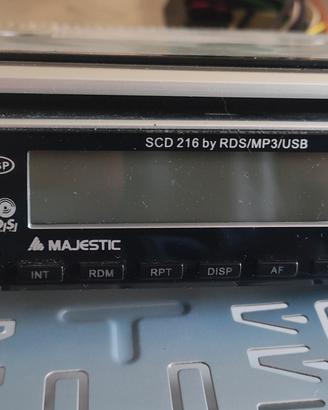 SCD 216 by RDS/MP3/USB
MAJESTIC
INT RDM RPT DISP AF